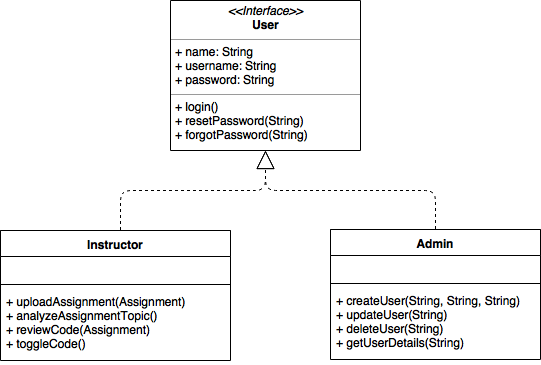 <<Interface>>
User
+ name: String
+ username: String
+ password: String
+ login()
+ resetPassword(String)
+ forgotPassword(String)
Instructor
+ uploadAssignment(Assignment)
+ analyzeAssignmentTopic()
+ reviewCode(Assignment)
+ toggleCode()
Admin
+ createUser(String, String, String)
+ updateUser(String)
+ deleteUser(String)
+ getUserDetails(String)